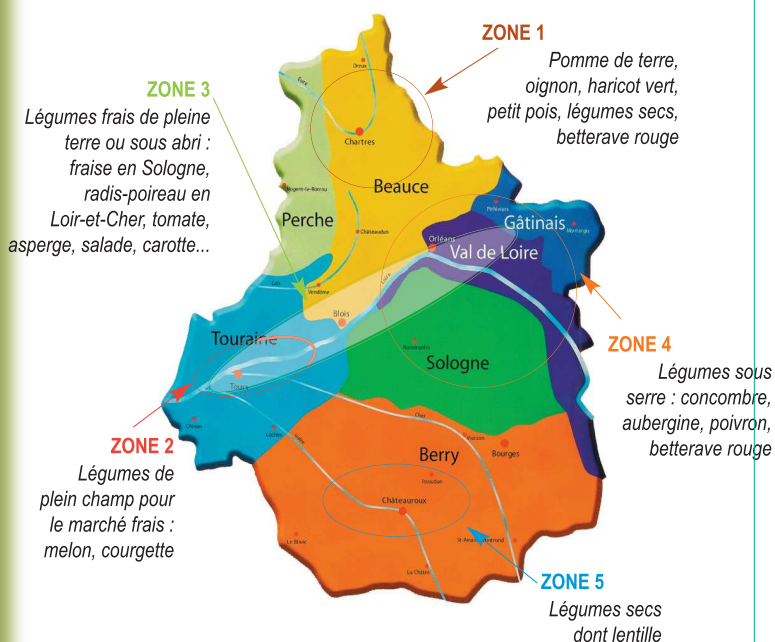 ZONE 1
Pomme de terre,
oignon, haricot vert,
petit pois, légumes secs,
betterave rouge
ZONE 3
Légumes frais de pleine
terre ou sous abri :
fraise en Sologne,
radis-poireau en
Loir-et-Cher, tomate,
asperge, salade, carotte...
Dreux
Eure
Chartres
Beauce
Nogent-le-Rotrou
Perche
Châteaudun
Pithiviers
Gâtinais
Montargis
Orléans
Val de Loire
Loir
Vendôme
Loire
Blois
Touraine
Romorantin
Sologne
Tours
ZONE 4
Légumes sous
serre : concombre,
aubergine, poivron,
betterave rouge
ZONE 2
Légumes de
plein champ pour
le marché frais :
melon, courgette
Chinon
Loches
Indre
Cher
Vierzon
Bourges
Berry
Issoudun
Châteauroux
Le Blanc
St-Amand-Montrond
La Châtre
ZONE 5
Légumes secs
dont lentille